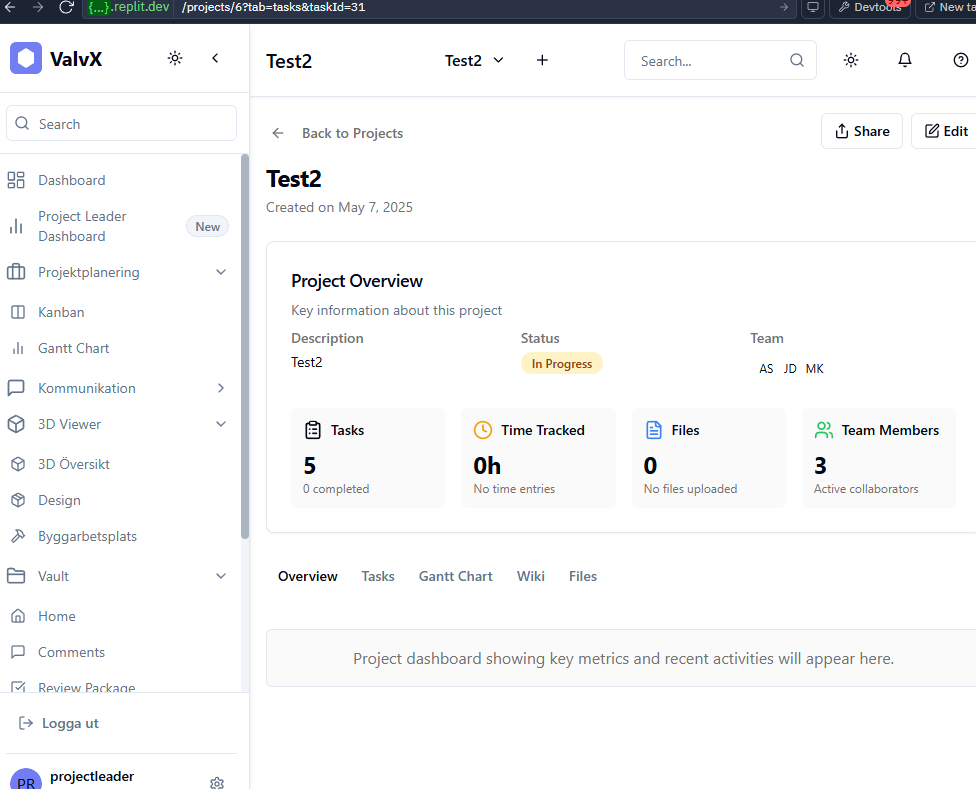 {...}.replit.dev /projects/6?tab=tasks&taskId=31
Devtools
99+
New ta
ValvX
Search
Dashboard
Project Leader
Dashboard
New
Projektplanering
Kanban
Gantt Chart
Kommunikation
3D Viewer
3D Översikt
Design
Byggarbetsplats
Vault
Home
Comments
Review Package
Logga ut
PR
projectleader
Test2
Test2
Search...
Back to Projects
Share
Edit
Test2
Created on May 7, 2025
Project Overview
Key information about this project
Description Status Team
Test2 In Progress AS JD MK
Tasks
5
0 completed
Time Tracked
0h
No time entries
Files
0
No files uploaded
Team Members
3
Active collaborators
Overview Tasks Gantt Chart Wiki Files
Project dashboard showing key metrics and recent activities will appear here.